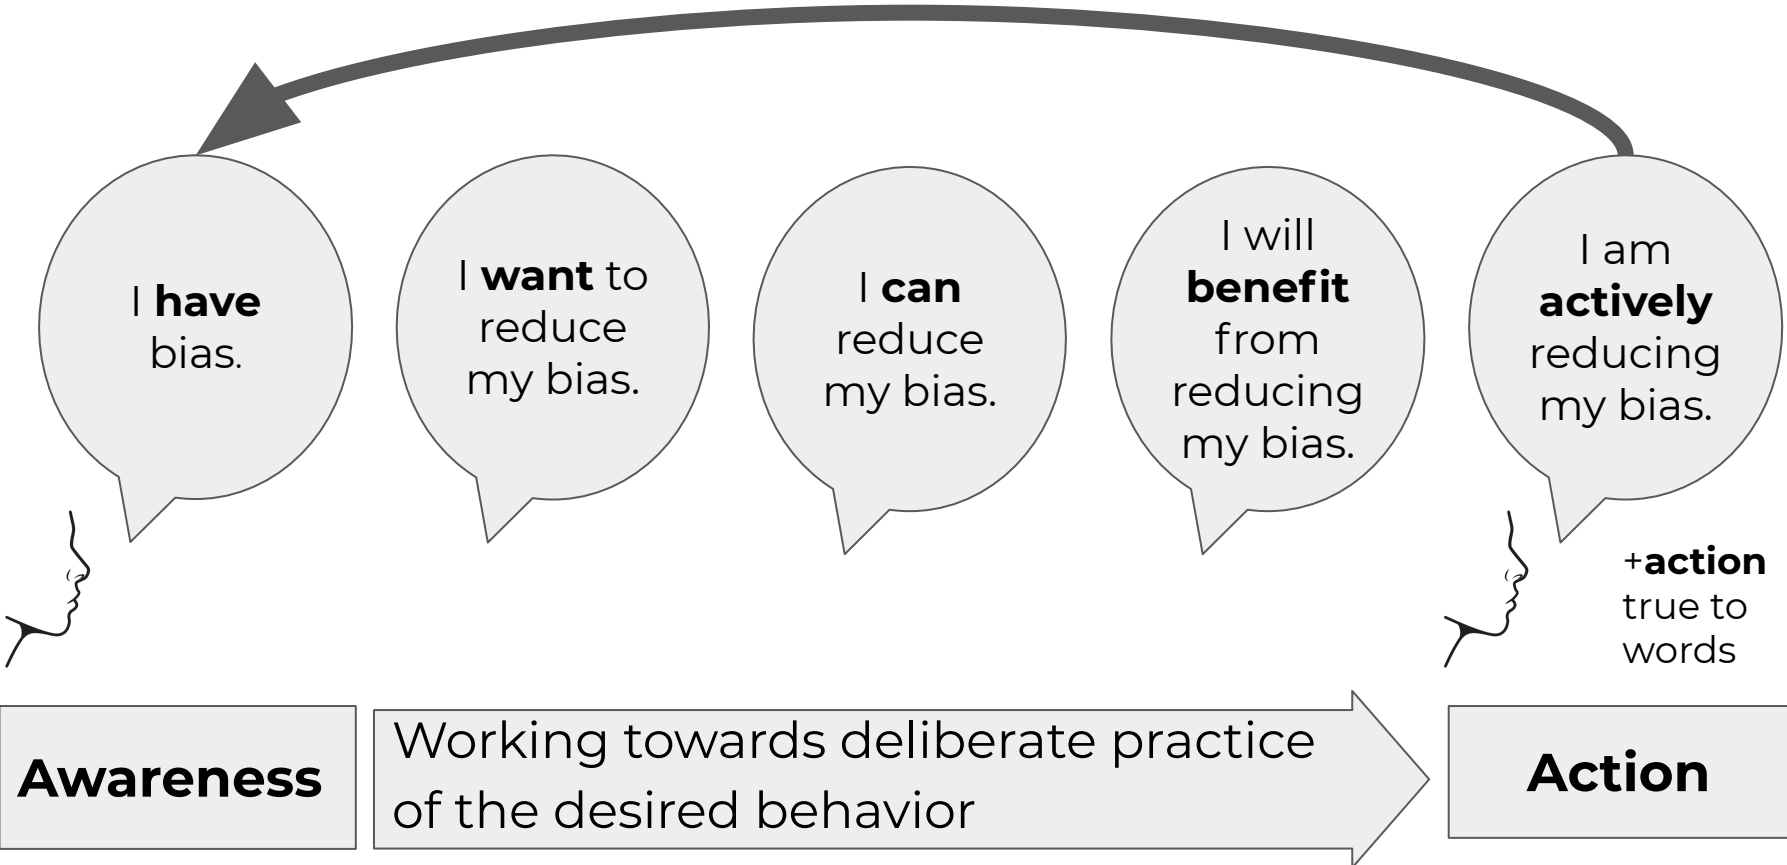 I have
bias.
I want to
reduce
my bias.
I can
reduce
my bias.
I will
benefit
from
reducing
my bias.
I am
actively
reducing
my bias.
+action
true to
words
Awareness
Working towards deliberate practice
of the desired behavior
Action